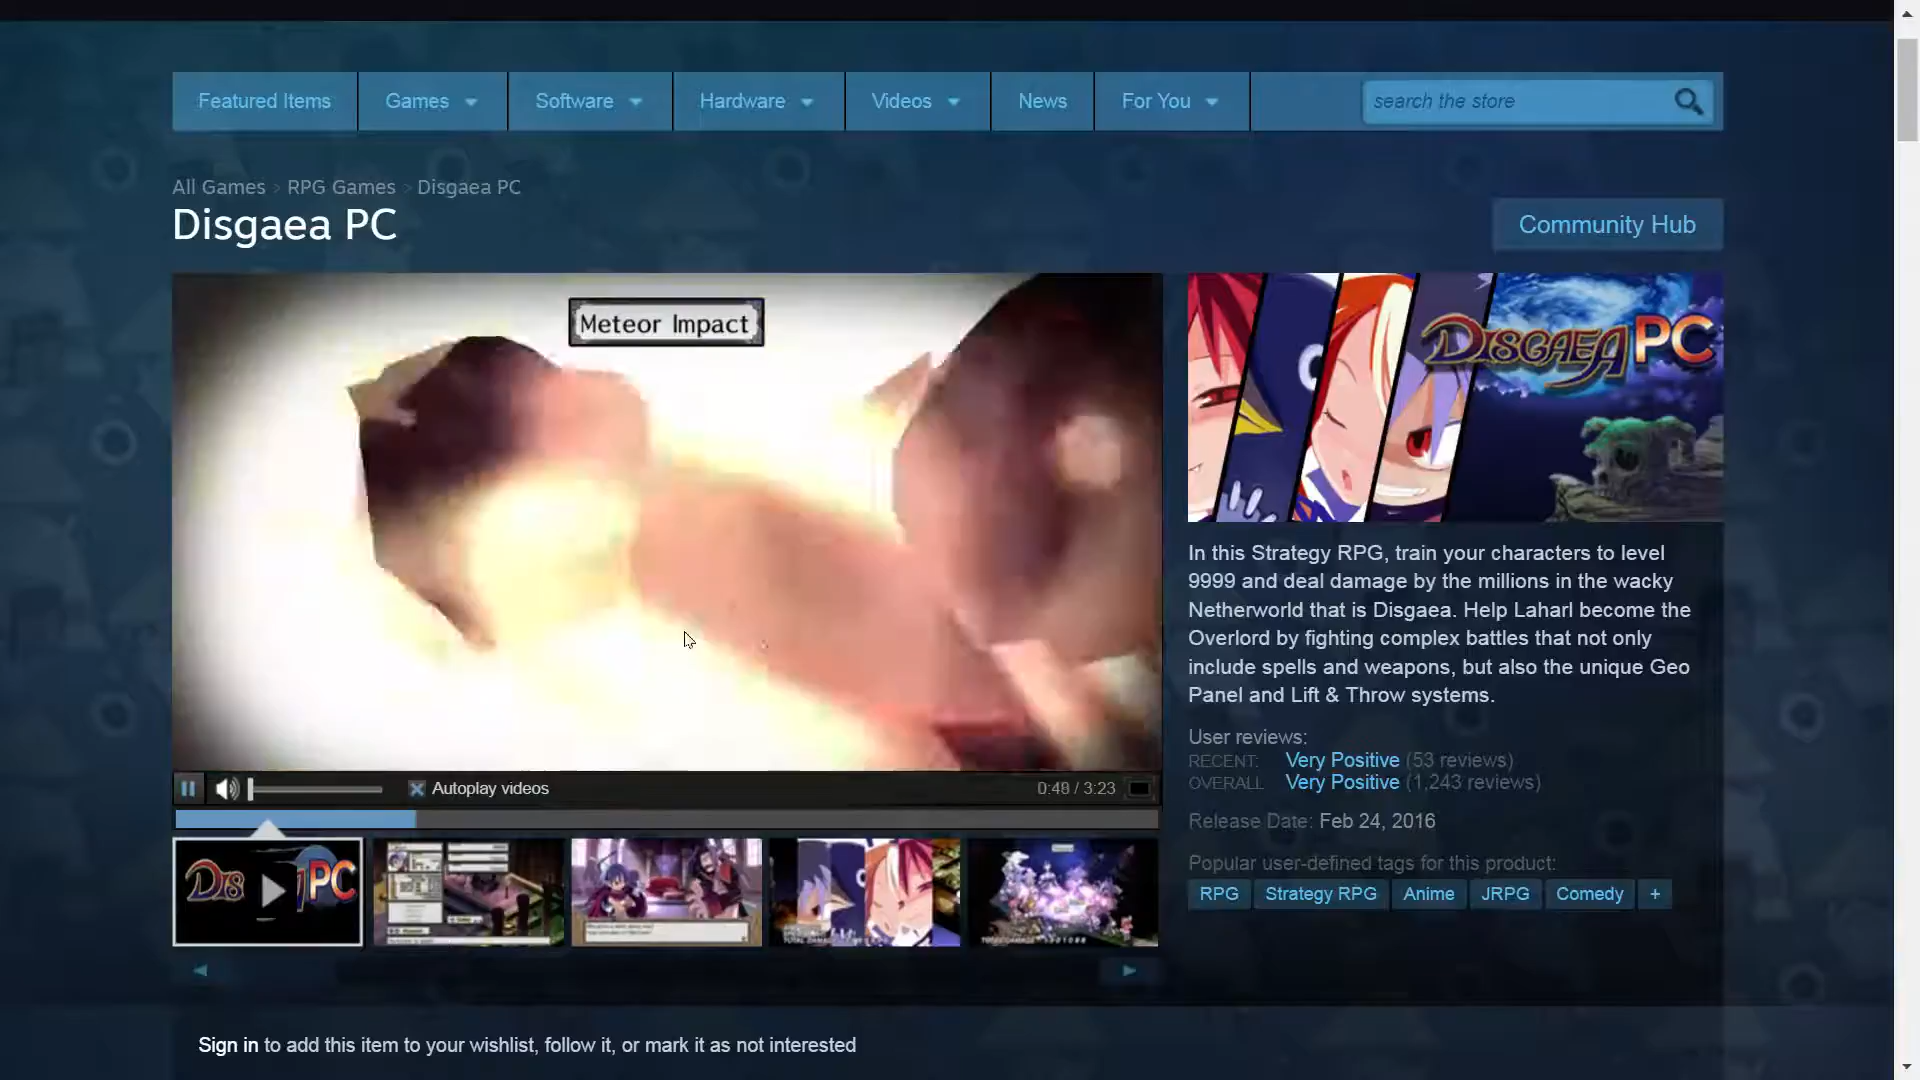 Featured Items
Games
Software
Hardware
Videos
News
For You
search the store
All Games > RPG Games > Disgaea PC
Disgaea PC
Community Hub
Meteor Impact
DISGAEA PC
In this Strategy RPG, train your characters to level
9999 and deal damage by the millions in the wacky
Netherworld that is Disgaea. Help Laharl become the
Overlord by fighting complex battles that not only
include spells and weapons, but also the unique Geo
Panel and Lift & Throw systems.
User reviews:
RECENT: Very Positive (53 reviews)
OVERALL Very Positive (1,243 reviews)
Autoplay videos
0:48 / 3:23
Release Date: Feb 24, 2016
Popular user-defined tags for this product:
RPG
Strategy RPG
Anime
JRPG
Comedy
+
DIS PC
Sign in to add this item to your wishlist, follow it, or mark it as not interested